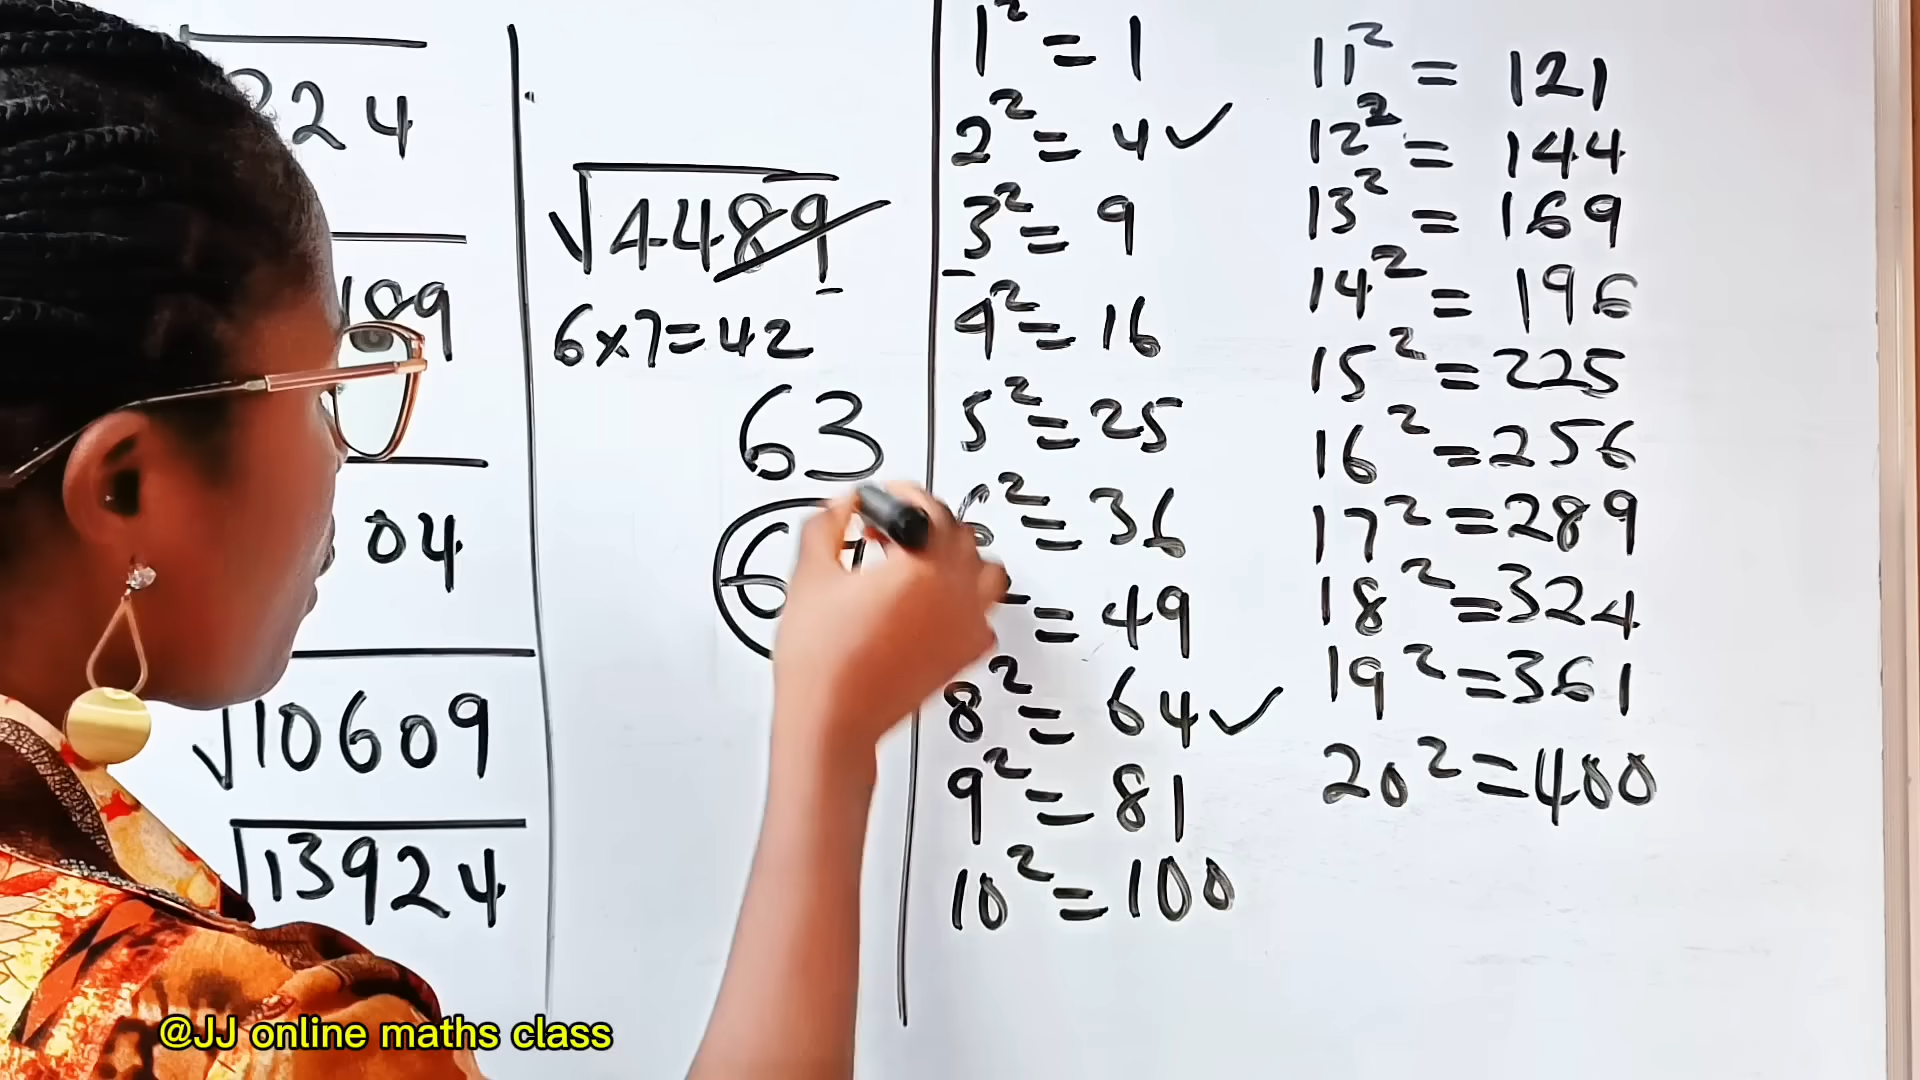 24
√4489
6×7=42
63
√10609
√13924
1² = 1
2² = 4 ✓
3² = 9
4² = 16
5² = 25
6² = 36
= 49
8² = 64 ✓
9² = 81
10² = 100
11² = 121
12² = 144
13² = 169
14² = 196
15² = 225
16² = 256
17² = 289
18² = 324
19² = 361
20² = 400
04
@JJ online maths class